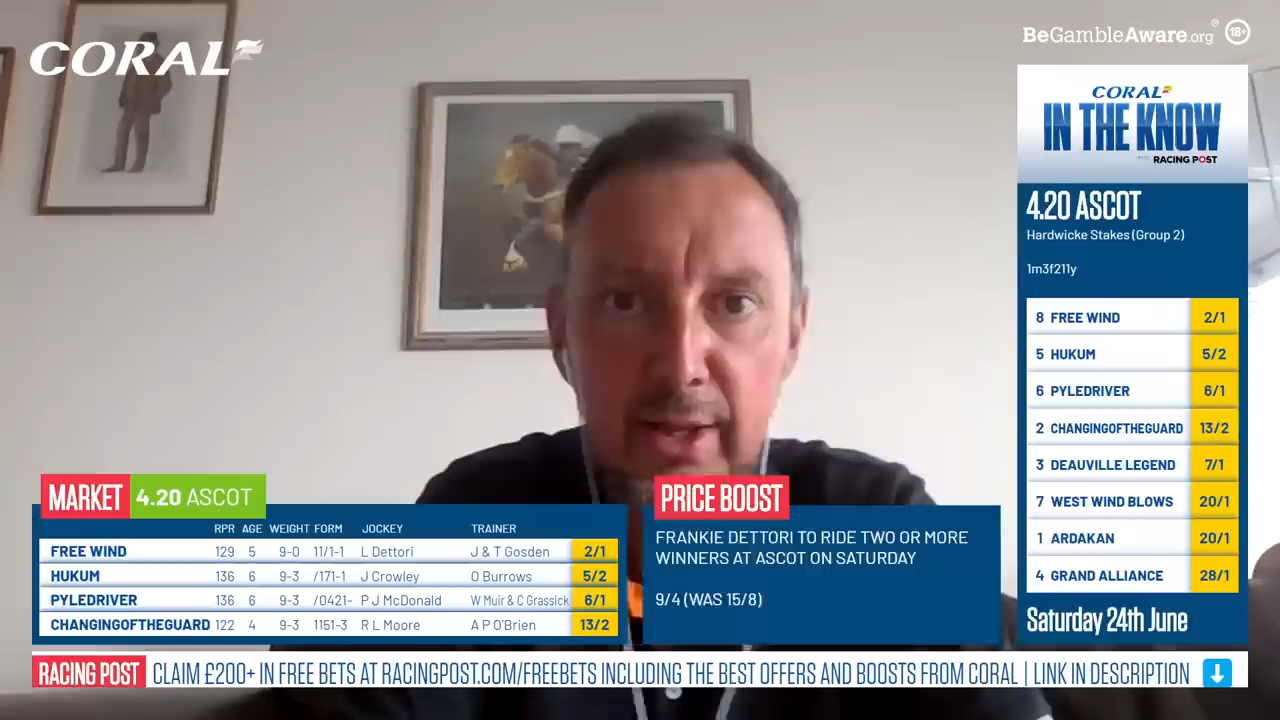 CORAL
BeGambleAware.org® 18+
CORAL
IN THE KNOW
WITH RACING POST
4.20 ASCOT
Hardwicke Stakes (Group 2)
1m3f211y
8 FREE WIND 2/1
5 HUKUM 5/2
6 PYLEDRIVER 6/1
2 CHANGINGOFTHEGUARD 13/2
3 DEAUVILLE LEGEND 7/1
7 WEST WIND BLOWS 20/1
1 ARDAKAN 20/1
4 GRAND ALLIANCE 28/1
Saturday 24th June
MARKET 4.20 ASCOT
RPR AGE WEIGHT FORM JOCKEY TRAINER
FREE WIND 129 5 9-0 11/1-1 L Dettori J & T Gosden 2/1
HUKUM 136 6 9-3 /171-1 J Crowley O Burrows 5/2
PYLEDRIVER 136 6 9-3 /0421- P J McDonald W Muir & C Grassick 6/1
CHANGINGOFTHEGUARD 122 4 9-3 1151-3 R L Moore A P O'Brien 13/2
PRICE BOOST
FRANKIE DETTORI TO RIDE TWO OR MORE
WINNERS AT ASCOT ON SATURDAY
9/4 (WAS 15/8)
RACING POST CLAIM £200+ IN FREE BETS AT RACINGPOST.COM/FREEBETS INCLUDING THE BEST OFFERS AND BOOSTS FROM CORAL | LINK IN DESCRIPTION